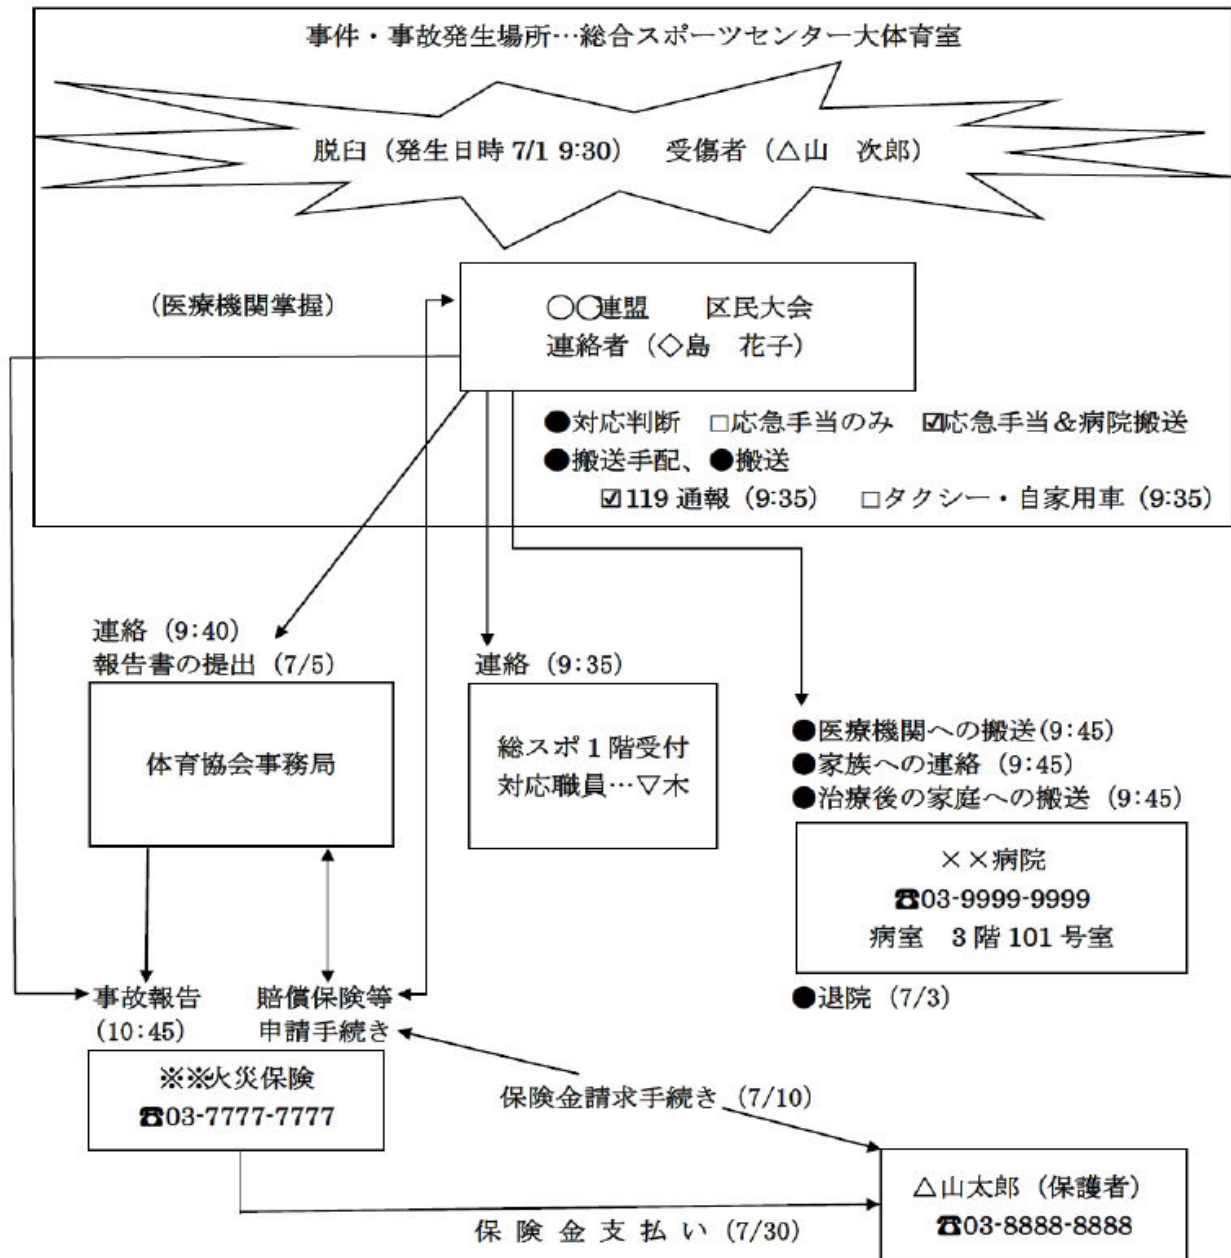 事件・事故発生場所…総合スポーツセンター大体育室
脱臼（発生日時 7/1 9:30）　受傷者（△山　次郎）
（医療機関掌握）
○○連盟　　区民大会
連絡者（◇島　花子）
●対応判断　□応急手当のみ　☑応急手当＆病院搬送
●搬送手配、●搬送
☑119 通報（9:35）　□タクシー・自家用車（9:35）
連絡（9:40）
報告書の提出（7/5）
体育協会事務局
連絡（9:35）
総スポ 1 階受付
対応職員…▽木
●医療機関への搬送(9:45)
●家族への連絡（9:45）
●治療後の家庭への搬送（9:45）
××病院
☎03-9999-9999
病室　3 階 101 号室
●退院（7/3）
事故報告
(10:45)
賠償保険等
申請手続き
※※火災保険
☎03-7777-7777
保険金請求手続き（7/10）
△山太郎（保護者）
☎03-8888-8888
保 険 金 支 払 い（7/30）